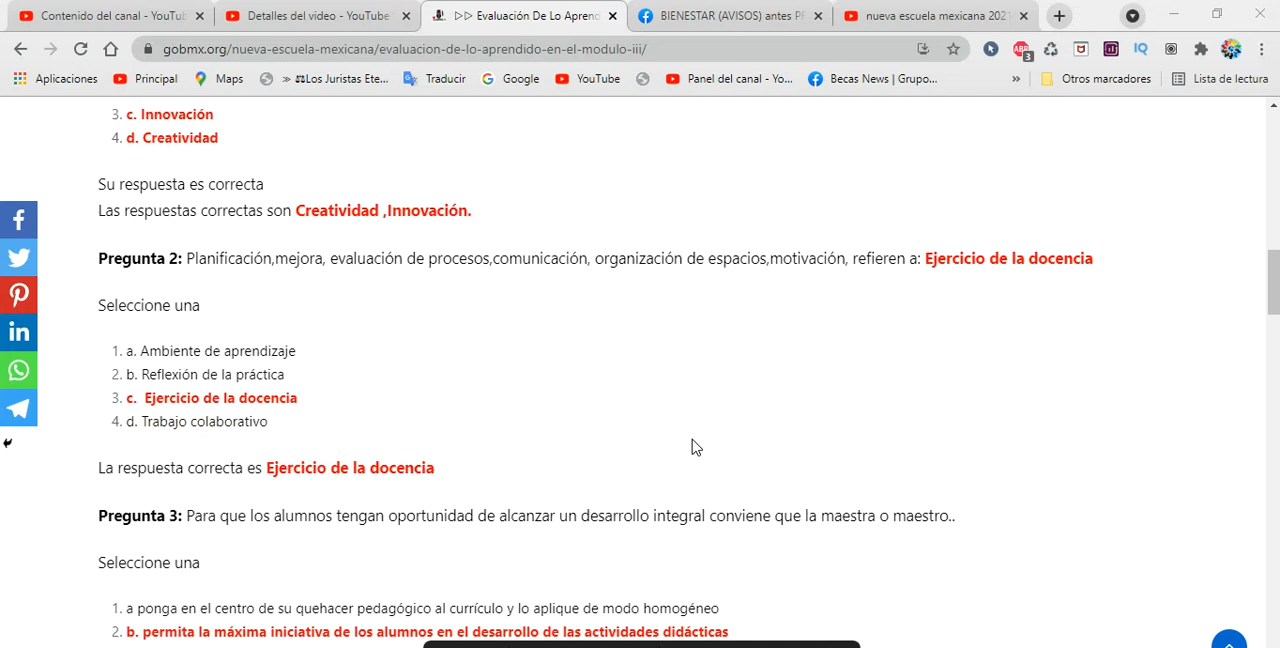 Contenido del canal - YouTu
Detalles del video - YouTube
▷▷ Evaluación De Lo Aprend
BIENESTAR (AVISOS) antes PR
nueva escuela mexicana 2021
gobmx.org/nueva-escuela-mexicana/evaluacion-de-lo-aprendido-en-el-modulo-iii/
ABP
3
IQ
Aplicaciones
Principal
Maps
» ⚖Los Juristas Ete...
Traducir
Google
YouTube
Panel del canal - Yo...
Becas News | Grupo...
»
Otros marcadores
Lista de lectura
3. c. Innovación
4. d. Creatividad
Su respuesta es correcta
Las respuestas correctas son Creatividad ,Innovación.
Pregunta 2: Planificación,mejora, evaluación de procesos,comunicación, organización de espacios,motivación, refieren a: Ejercicio de la docencia
Seleccione una
1. a. Ambiente de aprendizaje
2. b. Reflexión de la práctica
3. c. Ejercicio de la docencia
4. d. Trabajo colaborativo
La respuesta correcta es Ejercicio de la docencia
Pregunta 3: Para que los alumnos tengan oportunidad de alcanzar un desarrollo integral conviene que la maestra o maestro..
Seleccione una
1. a ponga en el centro de su quehacer pedagógico al currículo y lo aplique de modo homogéneo
2. b. permita la máxima iniciativa de los alumnos en el desarrollo de las actividades didácticas